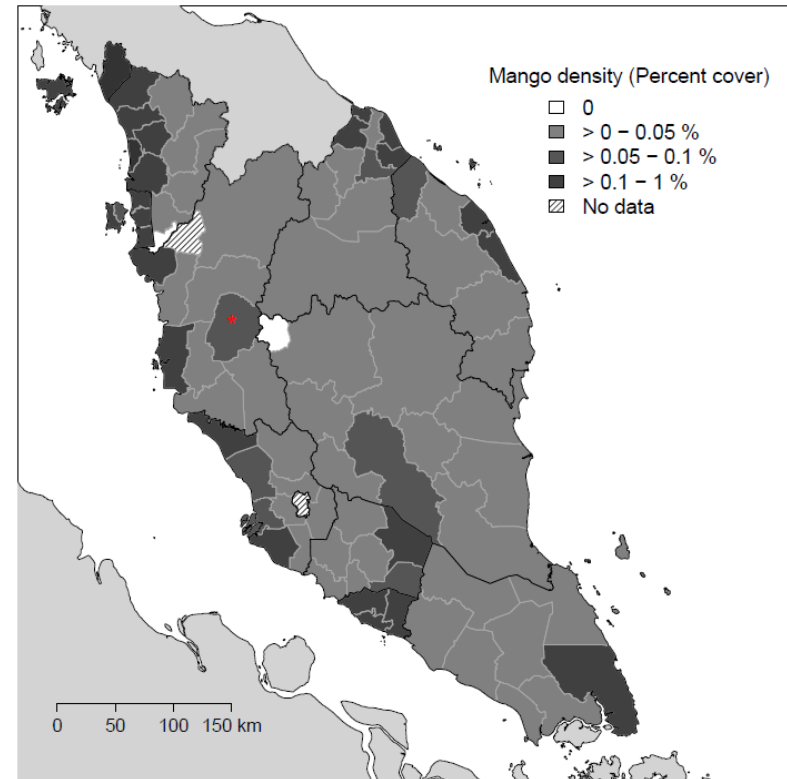 Mango density (Percent cover)
0
> 0 – 0.05 %
> 0.05 – 0.1 %
> 0.1 – 1 %
No data
*
0 50 100 150 km